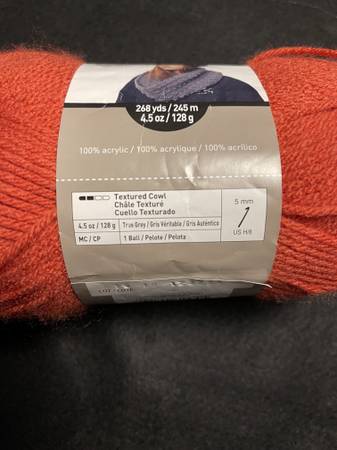 268 yds / 245 m
4.5 oz / 128 g
100% acrylic / 100% acrylique / 100% acrílico
Textured Cowl
Châle Texturé
Cuello Texturado
5 mm
US H/8
4.5 oz / 128 g True Grey / Gris Véritable / Gris Auténtico
MC / CP 1 Ball / Pelote / Pelota